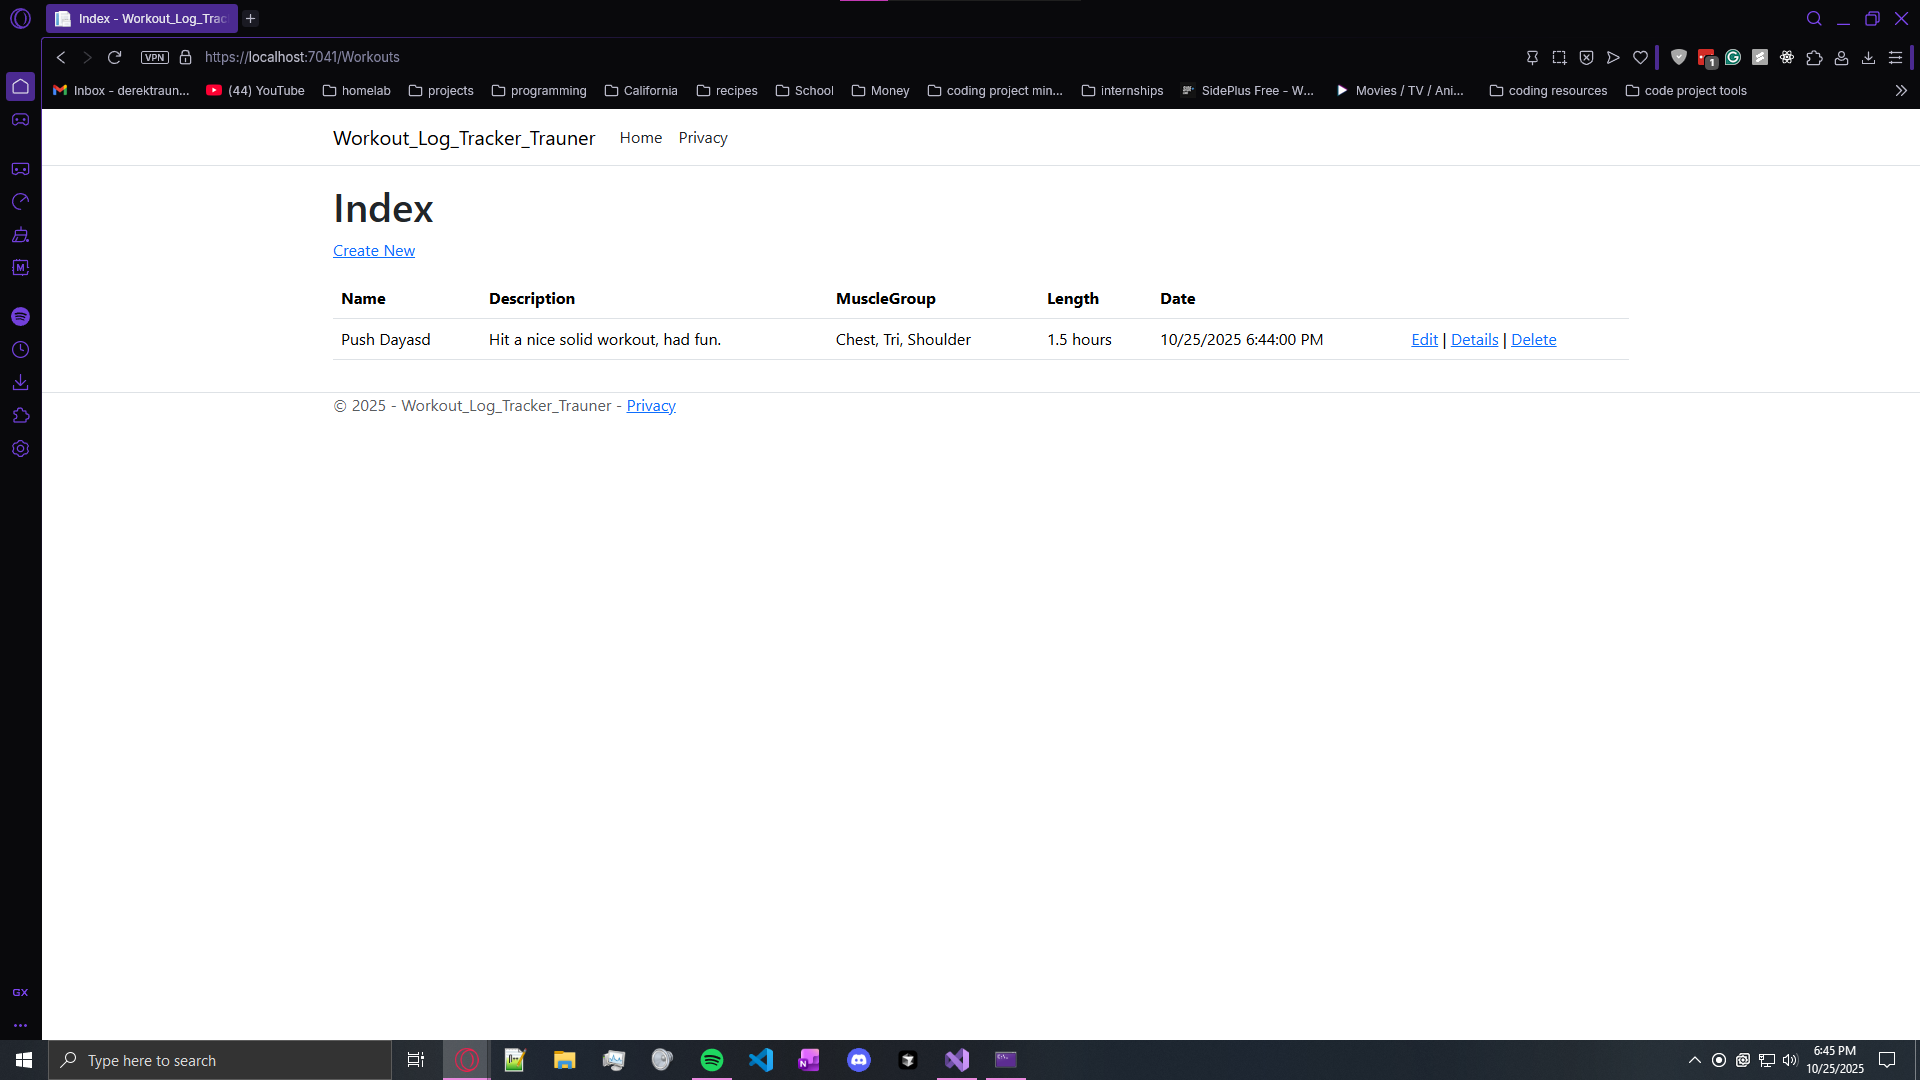 Index - Workout_Log_Trac
VPN https://localhost:7041/Workouts 1
Inbox - derektraun... (44) YouTube homelab projects programming California recipes School Money coding project min... internships SidePlus Free - W... Movies / TV / Ani... coding resources code project tools
Workout_Log_Tracker_Trauner Home Privacy
Index
Create New
Name Description MuscleGroup Length Date
Push Dayasd Hit a nice solid workout, had fun. Chest, Tri, Shoulder 1.5 hours 10/25/2025 6:44:00 PM Edit | Details | Delete
© 2025 - Workout_Log_Tracker_Trauner - Privacy
GX
Type here to search
6:45 PM
10/25/2025